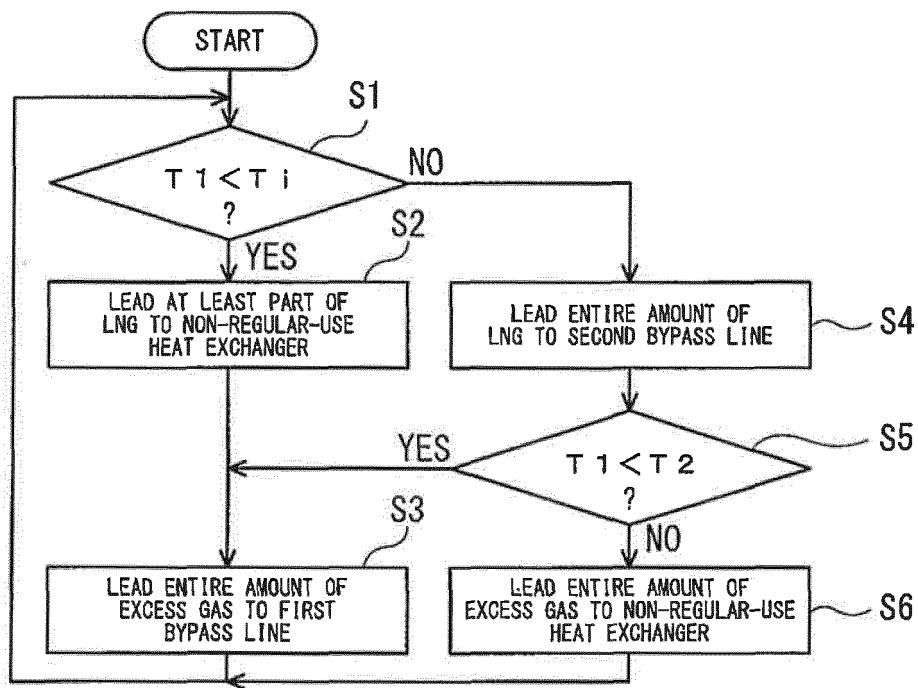 START
S1
T1<Ti
?
NO
YES
S2
LEAD AT LEAST PART OF
LNG TO NON-REGULAR-USE
HEAT EXCHANGER
LEAD ENTIRE AMOUNT OF
LNG TO SECOND BYPASS LINE
S4
YES
T1<T2
?
S5
NO
S3
LEAD ENTIRE AMOUNT OF
EXCESS GAS TO FIRST
BYPASS LINE
LEAD ENTIRE AMOUNT OF
EXCESS GAS TO NON-REGULAR-USE
HEAT EXCHANGER
S6